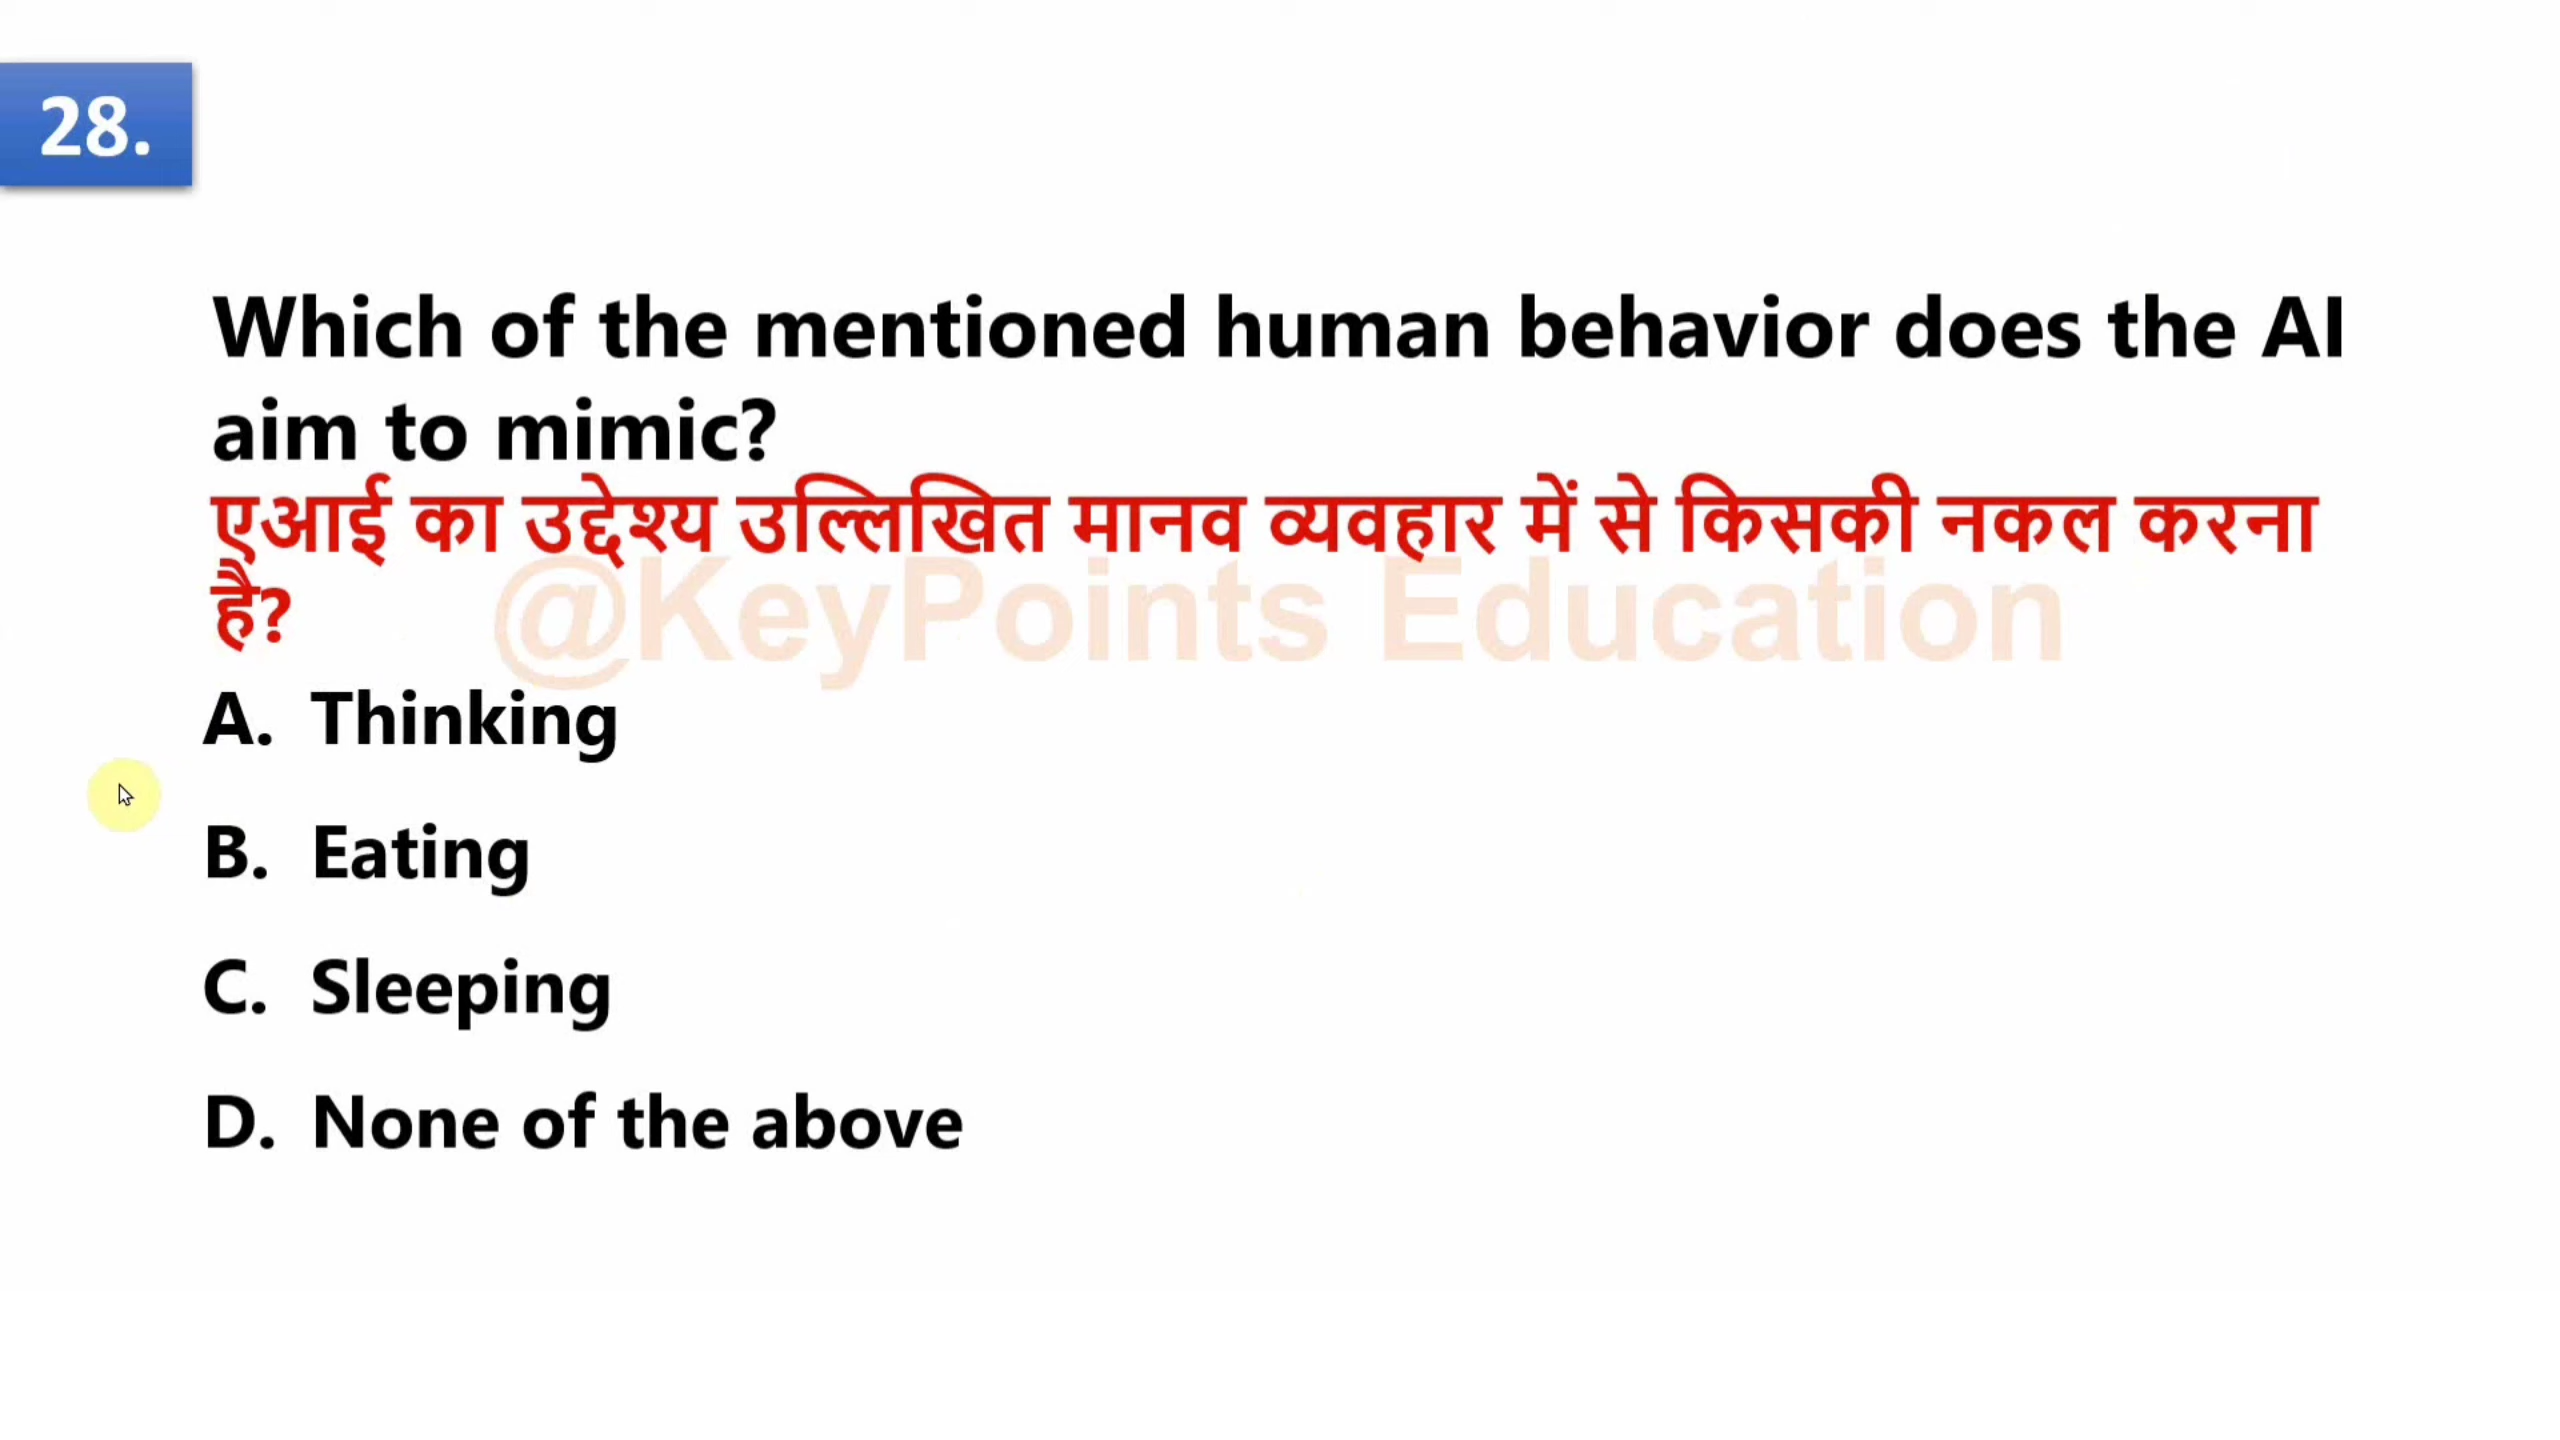 28.
Which of the mentioned human behavior does the AI
aim to mimic?
एआई का उद्देश्य उल्लिखित मानव व्यवहार में से किसकी नकल करना
है?
@KeyPoints Education
A. Thinking
B. Eating
C. Sleeping
D. None of the above